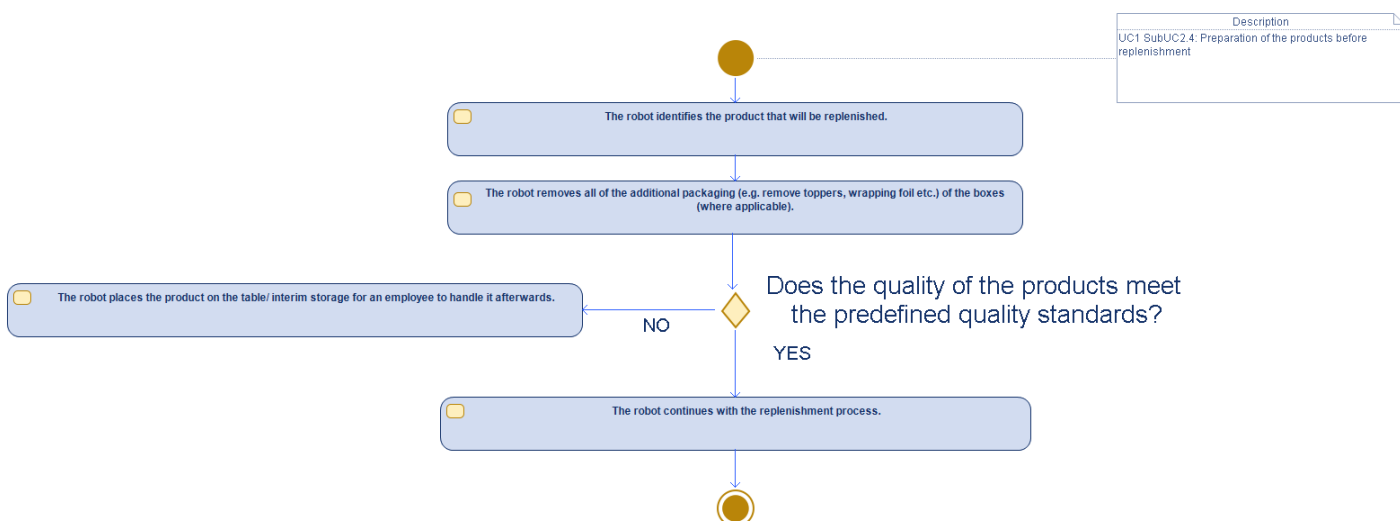 Description
UC1 SubUC2.4: Preparation of the products before
replenishment
The robot identifies the product that will be replenished.
The robot removes all of the additional packaging (e.g. remove toppers, wrapping foil etc.) of the boxes
(where applicable).
Does the quality of the products meet
the predefined quality standards?
The robot places the product on the table/ interim storage for an employee to handle it afterwards.
NO
YES
The robot continues with the replenishment process.